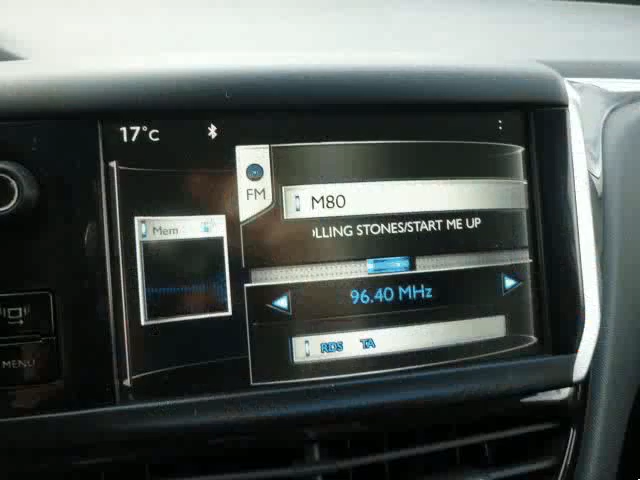 17°C
FM
M80
Mem
LLING STONES/START ME UP
96.40 MHz
RDS TA
MENU